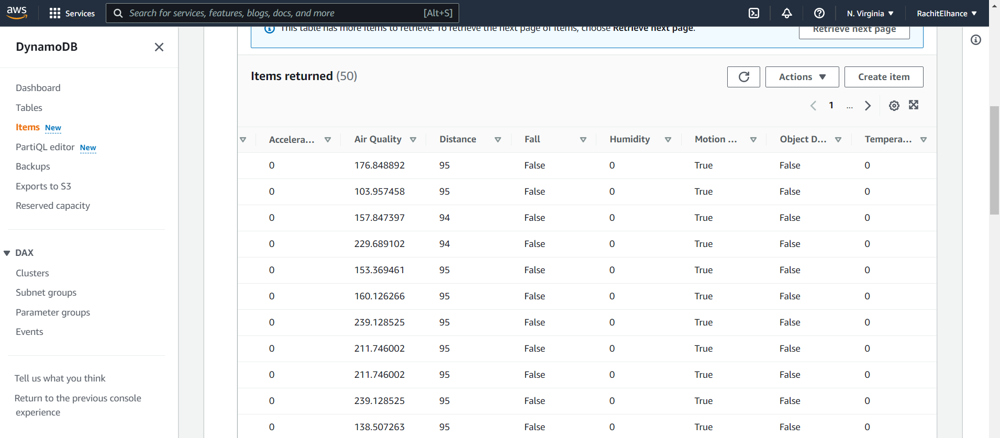 aws
Services
Search for services, features, blogs, docs, and more
[Alt+S]
N. Virginia
RachitElhance
DynamoDB
Dashboard
Tables
Items New
PartiQL editor New
Backups
Exports to S3
Reserved capacity
DAX
Clusters
Subnet groups
Parameter groups
Events
Tell us what you think
Return to the previous console
experience
This table has more items to retrieve. To retrieve the next page of items, choose Retrieve next page.
Retrieve next page
Items returned (50)
Actions
Create item
1 ...
Accelera... Air Quality Distance Fall Humidity Motion ... Object D... Tempera...
0 176.848892 95 False 0 True False 0
0 103.957458 95 False 0 True False 0
0 157.847397 94 False 0 True False 0
0 229.689102 94 False 0 True False 0
0 153.369461 95 False 0 True False 0
0 160.126266 95 False 0 True False 0
0 239.128525 95 False 0 True False 0
0 211.746002 95 False 0 True False 0
0 211.746002 95 False 0 True False 0
0 239.128525 95 False 0 True False 0
0 138.507263 95 False 0 True False 0